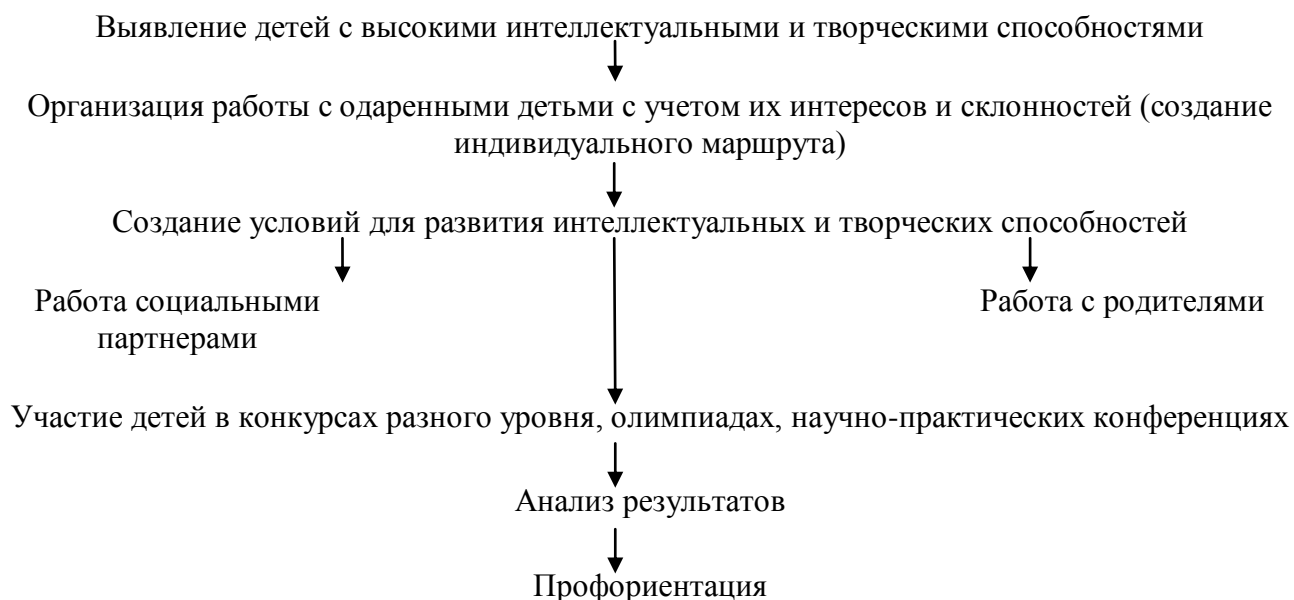 Выявление детей с высокими интеллектуальными и творческими способностями
Организация работы с одаренными детьми с учетом их интересов и склонностей (создание
индивидуального маршрута)
Создание условий для развития интеллектуальных и творческих способностей
Работа социальными
партнерами
Работа с родителями
Участие детей в конкурсах разного уровня, олимпиадах, научно-практических конференциях
Анализ результатов
Профориентация